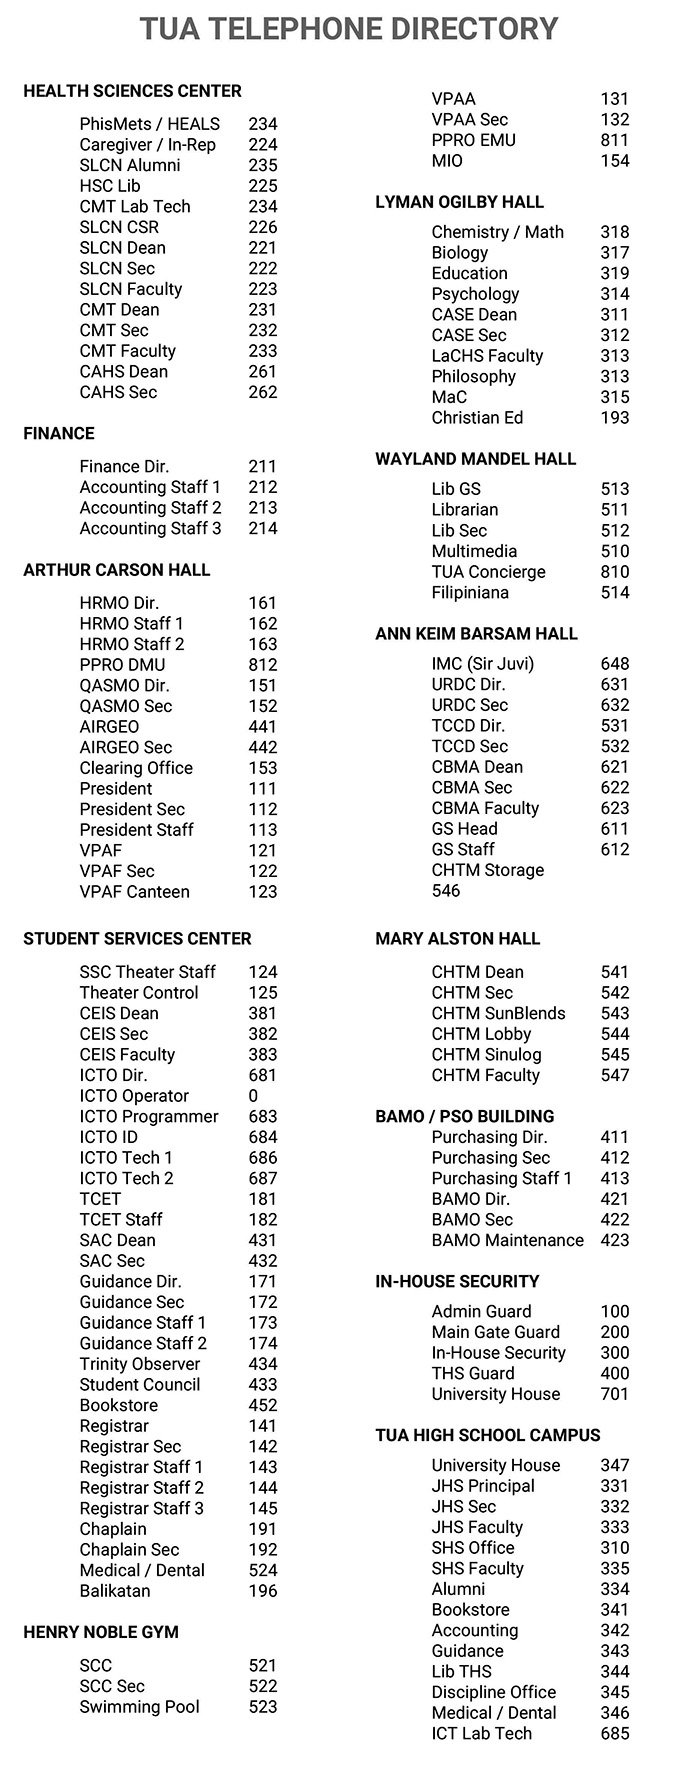 TUA TELEPHONE DIRECTORY
HEALTH SCIENCES CENTER
PhisMets / HEALS 234
Caregiver / In-Rep 224
SLCN Alumni 235
HSC Lib 225
CMT Lab Tech 234
SLCN CSR 226
SLCN Dean 221
SLCN Sec 222
SLCN Faculty 223
CMT Dean 231
CMT Sec 232
CMT Faculty 233
CAHS Dean 261
CAHS Sec 262
FINANCE
Finance Dir. 211
Accounting Staff 1 212
Accounting Staff 2 213
Accounting Staff 3 214
ARTHUR CARSON HALL
HRMO Dir. 161
HRMO Staff 1 162
HRMO Staff 2 163
PPRO DMU 812
QASMO Dir. 151
QASMO Sec 152
AIRGEO 441
AIRGEO Sec 442
Clearing Office 153
President 111
President Sec 112
President Staff 113
VPAF 121
VPAF Sec 122
VPAF Canteen 123
STUDENT SERVICES CENTER
SSC Theater Staff 124
Theater Control 125
CEIS Dean 381
CEIS Sec 382
CEIS Faculty 383
ICTO Dir. 681
ICTO Operator 0
ICTO Programmer 683
ICTO ID 684
ICTO Tech 1 686
ICTO Tech 2 687
TCET 181
TCET Staff 182
SAC Dean 431
SAC Sec 432
Guidance Dir. 171
Guidance Sec 172
Guidance Staff 1 173
Guidance Staff 2 174
Trinity Observer 434
Student Council 433
Bookstore 452
Registrar 141
Registrar Sec 142
Registrar Staff 1 143
Registrar Staff 2 144
Registrar Staff 3 145
Chaplain 191
Chaplain Sec 192
Medical / Dental 524
Balikatan 196
HENRY NOBLE GYM
SCC 521
SCC Sec 522
Swimming Pool 523
VPAA 131
VPAA Sec 132
PPRO EMU 811
MIO 154
LYMAN OGILBY HALL
Chemistry / Math 318
Biology 317
Education 319
Psychology 314
CASE Dean 311
CASE Sec 312
LaCHS Faculty 313
Philosophy 313
MaC 315
Christian Ed 193
WAYLAND MANDEL HALL
Lib GS 513
Librarian 511
Lib Sec 512
Multimedia 510
TUA Concierge 810
Filipiniana 514
ANN KEIM BARSAM HALL
IMC (Sir Juvi) 648
URDC Dir. 631
URDC Sec 632
TCCD Dir. 531
TCCD Sec 532
CBMA Dean 621
CBMA Sec 622
CBMA Faculty 623
GS Head 611
GS Staff 612
CHTM Storage
546
MARY ALSTON HALL
CHTM Dean 541
CHTM Sec 542
CHTM SunBlends 543
CHTM Lobby 544
CHTM Sinulog 545
CHTM Faculty 547
BAMO / PSO BUILDING
Purchasing Dir. 411
Purchasing Sec 412
Purchasing Staff 1 413
BAMO Dir. 421
BAMO Sec 422
BAMO Maintenance 423
IN-HOUSE SECURITY
Admin Guard 100
Main Gate Guard 200
In-House Security 300
THS Guard 400
University House 701
TUA HIGH SCHOOL CAMPUS
University House 347
JHS Principal 331
JHS Sec 332
JHS Faculty 333
SHS Office 310
SHS Faculty 335
Alumni 334
Bookstore 341
Accounting 342
Guidance 343
Lib THS 344
Discipline Office 345
Medical / Dental 346
ICT Lab Tech 685